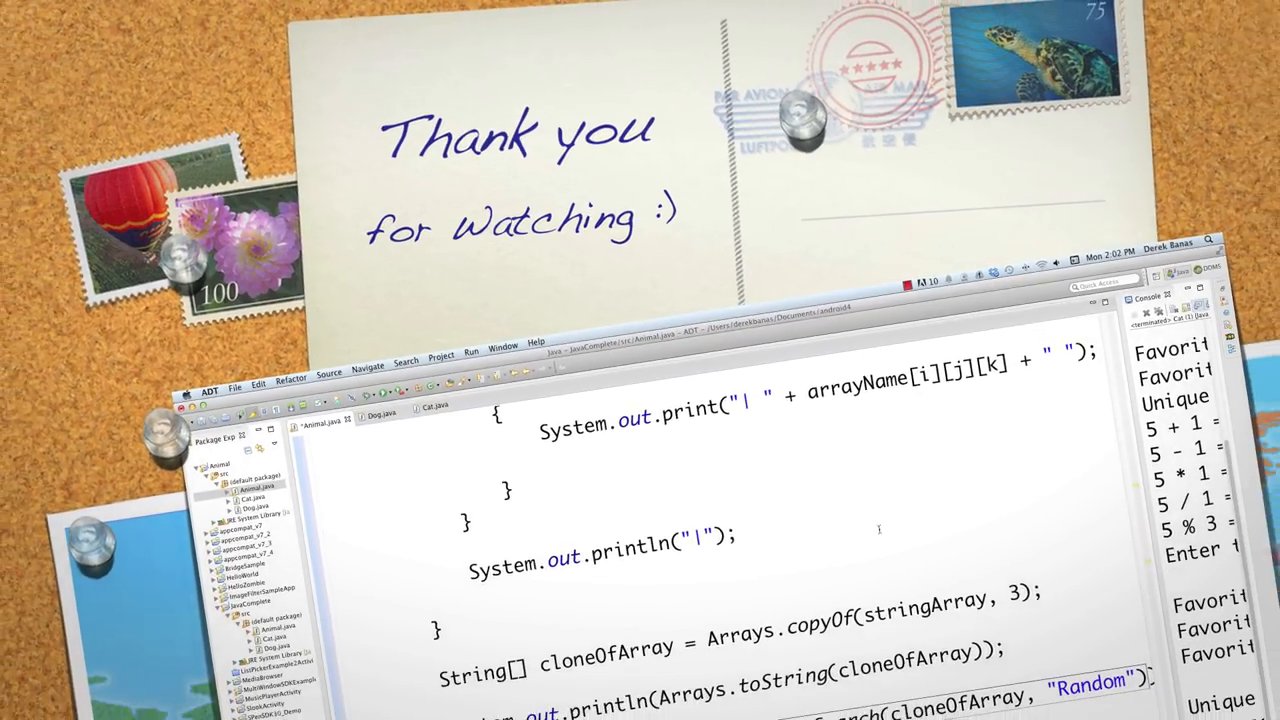 75
PAR AVION AIR MAIL
航空便
Thank you
for Watching :)
100
ADT File Edit Refactor Source Navigate Search Project Run Window Help
10 Mon 2:02 PM Derek Banas
Java – JavaComplete/src/Animal.java – ADT – /Users/derekbanas/Documents/android4
Quick Access
Java DDMS
*Animal.java Dog.java Cat.java
Package Exp
Animal
src
(default package)
Animal.java
Cat.java
Dog.java
JRE System Library
appcompat_v7
appcompat_v7_2
appcompat_v7_3
appcompat_v7_4
BridgeSample
HelloWorld
HelloZombie
ImageFilterSampleApp
JavaComplete
src
(default package)
Animal.java
Cat.java
Dog.java
JRE System Library
ListPickerExample2Activi
MediaBrowser
MultiWindowSDKExample
MusicPlayerActivity
SlookActivity
SPenSDK3G_Demo
{
System.out.print("| " + arrayName[i][j][k] + " ");
}
}
System.out.println("|");
}
String[] cloneOfArray = Arrays.copyOf(stringArray, 3);
.out.println(Arrays.toString(cloneOfArray));
(cloneOfArray, "Random")
Console
<terminated> Cat (1) [Java
Favorit
Favorit
Unique
5 + 1 =
5 - 1 =
5 * 1 =
5 / 1 =
5 % 3 =
Enter t
Favorit
Favorit
Favorit
Unique